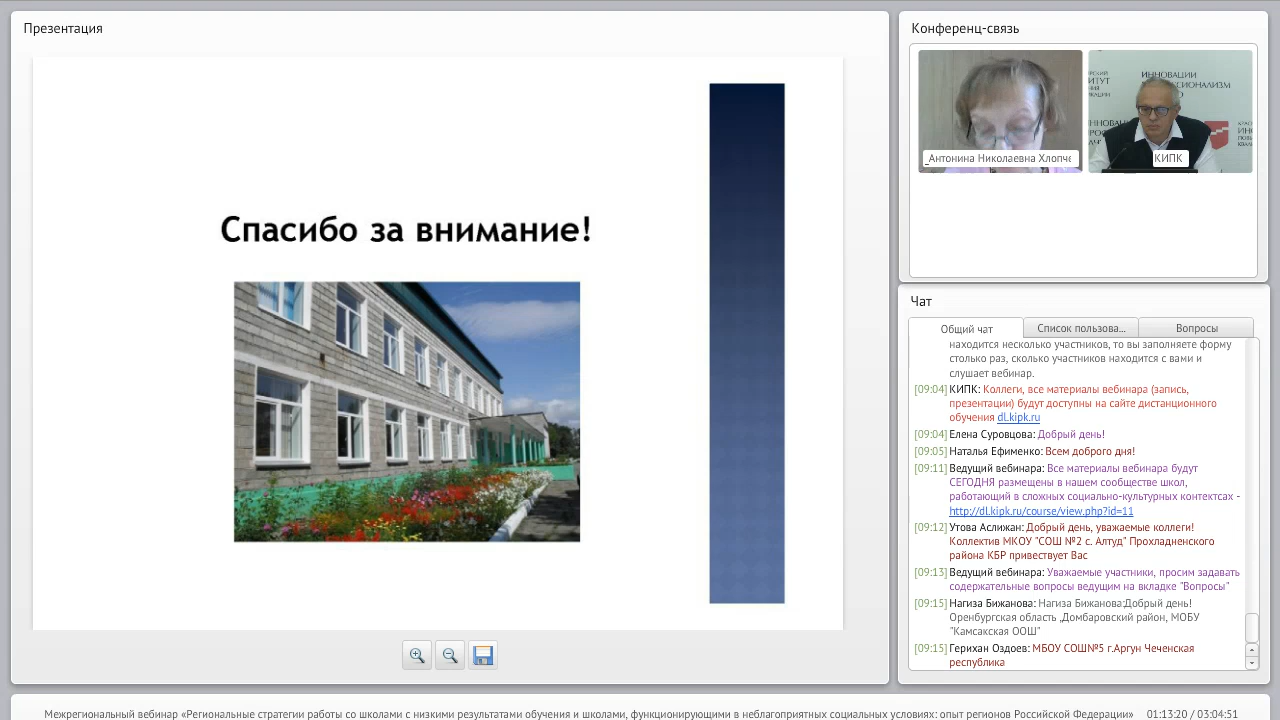 Презентация
Спасибо за внимание!
Конференц-связь
ИННОВАЦИИ
_Антонина Николаевна Хлопче
КИПК
Чат
Общий чат
Список пользова...
Вопросы
находится несколько участников, то вы заполняете форму
столько раз, сколько участников находится с вами и
слушает вебинар.
[09:04] КИПК: Коллеги, все материалы вебинара (запись,
презентации) будут доступны на сайте дистанционного
обучения dl.kipk.ru
[09:04] Елена Суровцова: Добрый день!
[09:05] Наталья Ефименко: Всем доброго дня!
[09:11] Ведущий вебинара: Все материалы вебинара будут
СЕГОДНЯ размещены в нашем сообществе школ,
работающий в сложных социально-культурных контекстах -
http://dl.kipk.ru/course/view.php?id=11
[09:12] Утова Аслижан: Добрый день, уважаемые коллеги!
Коллектив МКОУ "СОШ №2 с. Алтуд" Прохладненского
района КБР привествует Вас
[09:13] Ведущий вебинара: Уважаемые участники, просим задавать
содержательные вопросы ведущим на вкладке "Вопросы"
[09:15] Нагиза Бижанова: Нагиза Бижанова:Добрый день!
Оренбургская область ,Домбаровский район, МОБУ
"Камсакская ООШ"
[09:15] Герихан Оздоев: МБОУ СОШ№5 г.Аргун Чеченская
республика
Межрегиональный вебинар «Региональные стратегии работы со школами с низкими результатами обучения и школами, функционирующими в неблагоприятных социальных условиях: опыт регионов Российской Федерации» 01:13:20 / 03:04:51